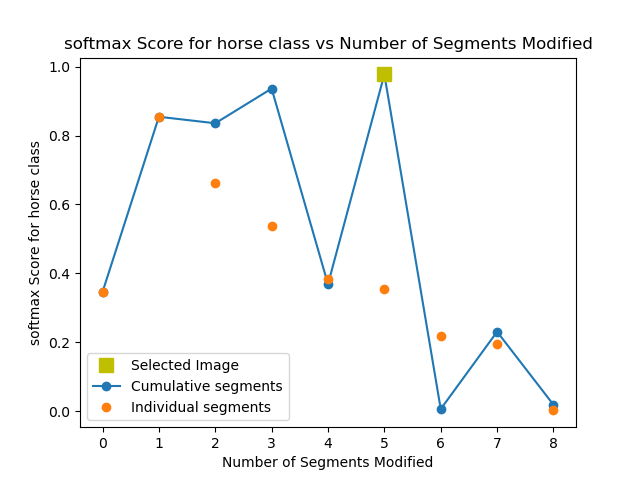 softmax Score for horse class vs Number of Segments Modified
softmax Score for horse class
1.0
0.8
0.6
0.4
0.2
0.0
Selected Image
Cumulative segments
Individual segments
0 1 2 3 4 5 6 7 8
Number of Segments Modified